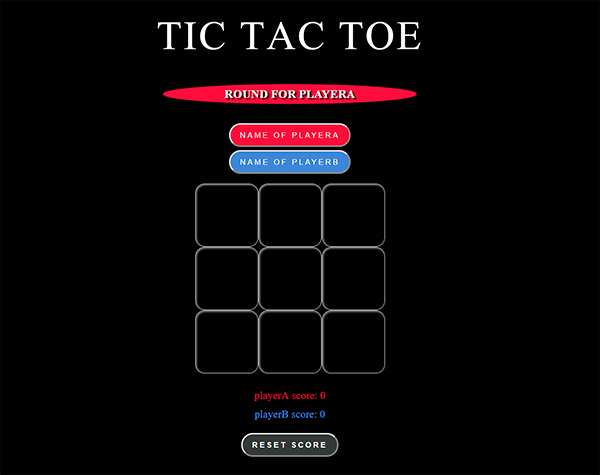 TIC TAC TOE
ROUND FOR PLAYERA
NAME OF PLAYERA
NAME OF PLAYERB
playerA score: 0
playerB score: 0
RESET SCORE